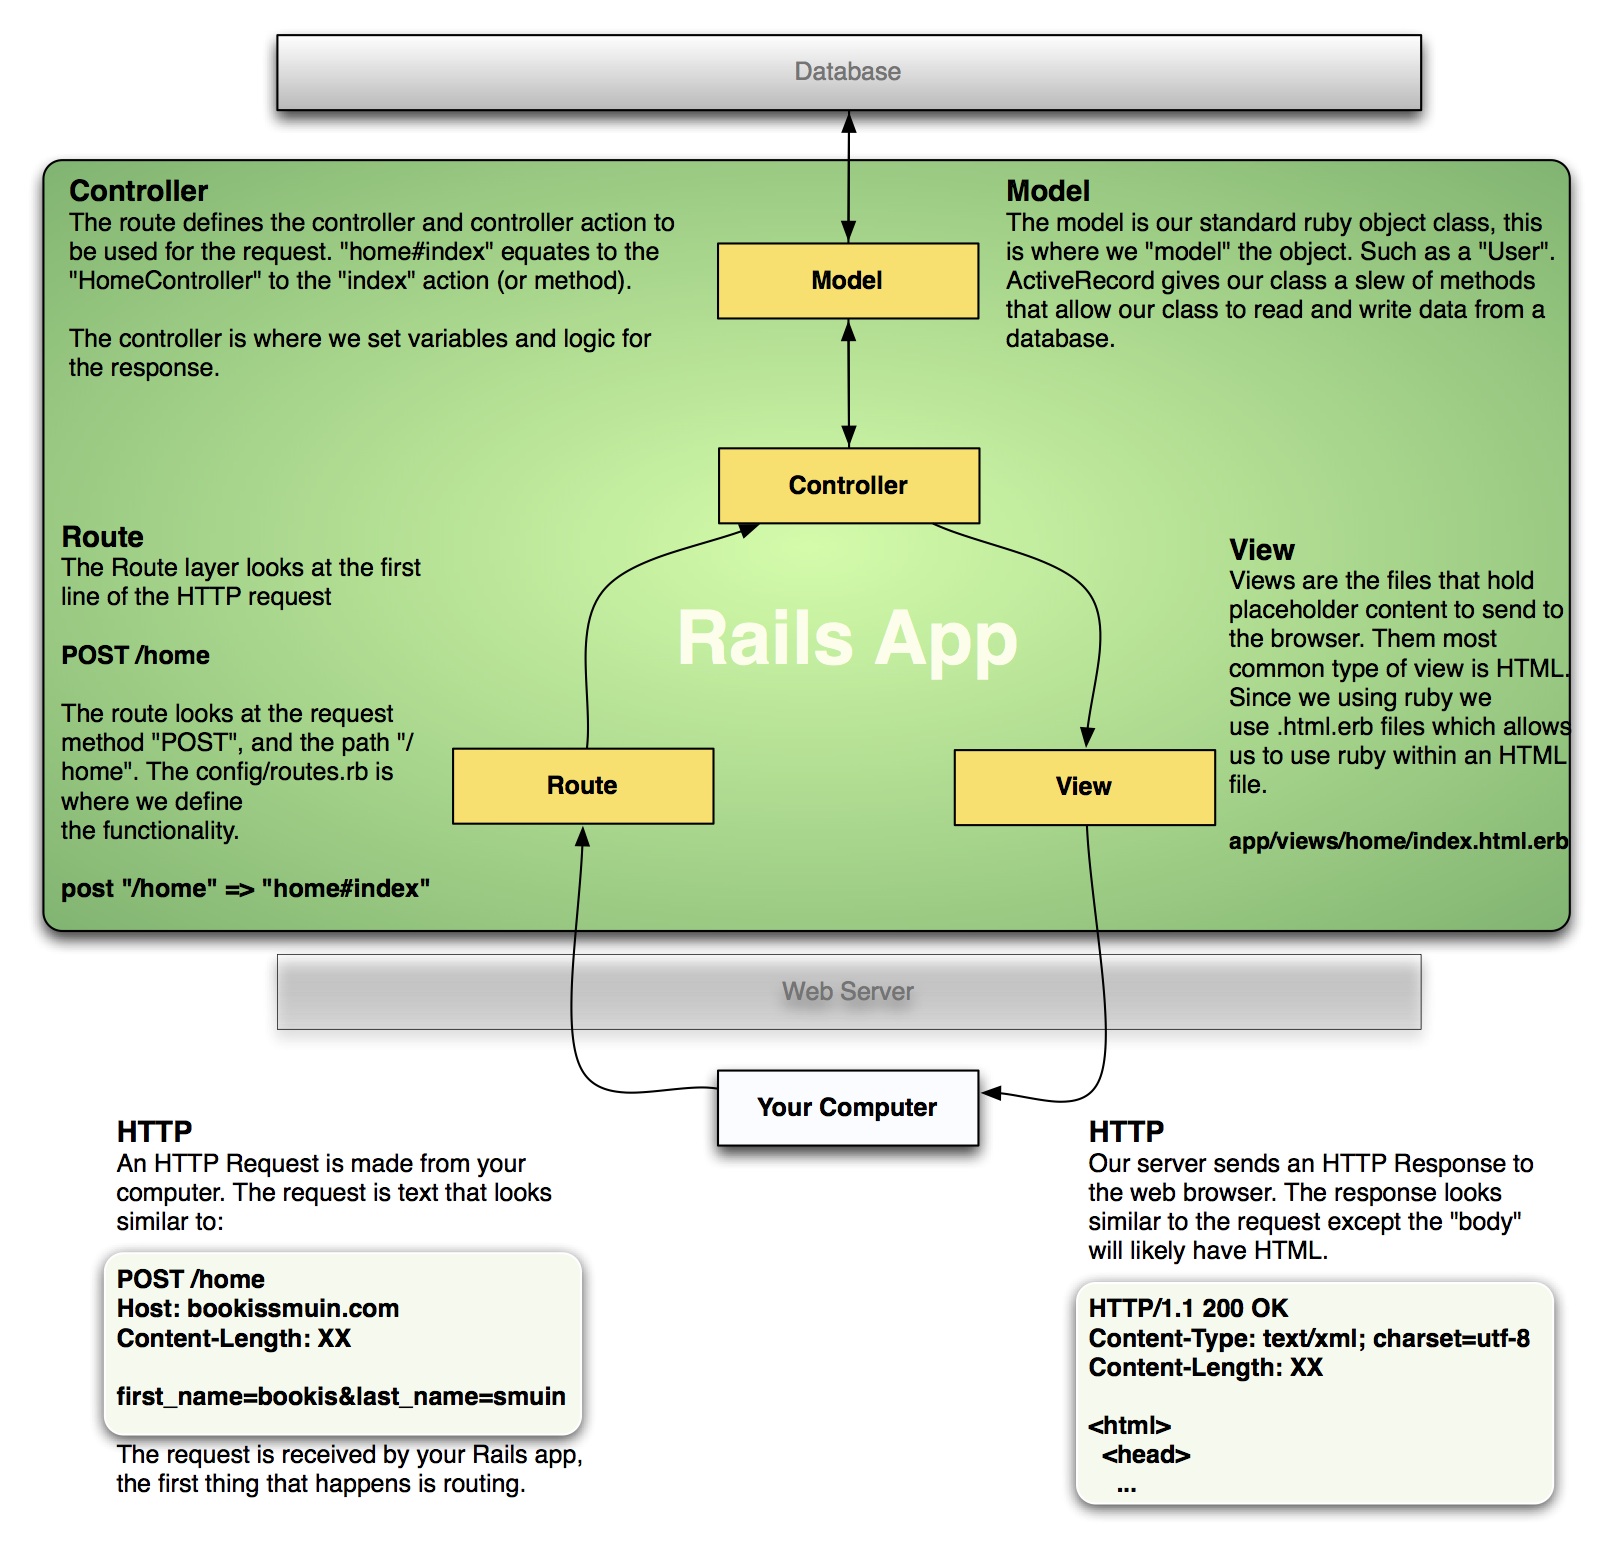 Database
Controller
The route defines the controller and controller action to
be used for the request. "home#index" equates to the
"HomeController" to the "index" action (or method).
The controller is where we set variables and logic for
the response.
Model
The model is our standard ruby object class, this
is where we "model" the object. Such as a "User".
ActiveRecord gives our class a slew of methods
that allow our class to read and write data from a
database.
Model
Controller
Route
The Route layer looks at the first
line of the HTTP request
POST /home
The route looks at the request
method "POST", and the path "/
home". The config/routes.rb is
where we define
the functionality.
post "/home" => "home#index"
Rails App
Route
View
View
Views are the files that hold
placeholder content to send to
the browser. Them most
common type of view is HTML.
Since we using ruby we
use .html.erb files which allows
us to use ruby within an HTML
file.
app/views/home/index.html.erb
Web Server
Your Computer
HTTP
An HTTP Request is made from your
computer. The request is text that looks
similar to:
POST /home
Host: bookissmuin.com
Content-Length: XX
first_name=bookis&last_name=smuin
The request is received by your Rails app,
the first thing that happens is routing.
HTTP
Our server sends an HTTP Response to
the web browser. The response looks
similar to the request except the "body"
will likely have HTML.
HTTP/1.1 200 OK
Content-Type: text/xml; charset=utf-8
Content-Length: XX
<html>
<head>
...